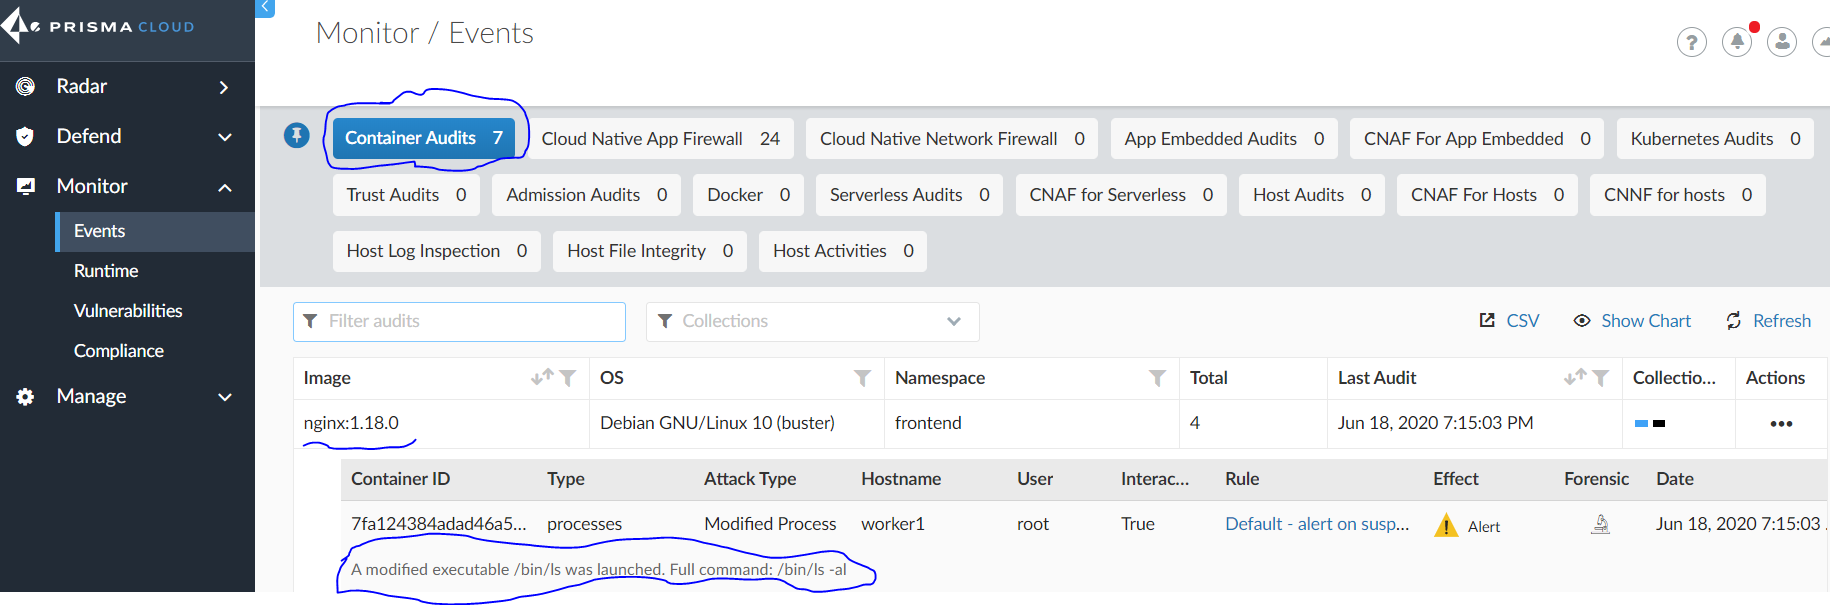 PRISMA CLOUD
Monitor / Events
Radar
Defend
Monitor
Events
Runtime
Vulnerabilities
Compliance
Manage
Container Audits 7 Cloud Native App Firewall 24 Cloud Native Network Firewall 0 App Embedded Audits 0 CNAF For App Embedded 0 Kubernetes Audits 0
Trust Audits 0 Admission Audits 0 Docker 0 Serverless Audits 0 CNAF for Serverless 0 Host Audits 0 CNAF For Hosts 0 CNNF for hosts 0
Host Log Inspection 0 Host File Integrity 0 Host Activities 0
Filter audits Collections CSV Show Chart Refresh
Image OS Namespace Total Last Audit Collectio... Actions
nginx:1.18.0 Debian GNU/Linux 10 (buster) frontend 4 Jun 18, 2020 7:15:03 PM
Container ID Type Attack Type Hostname User Interac... Rule Effect Forensic Date
7fa124384adad46a5... processes Modified Process worker1 root True Default - alert on susp... Alert Jun 18, 2020 7:15:03
A modified executable /bin/ls was launched. Full command: /bin/ls -al